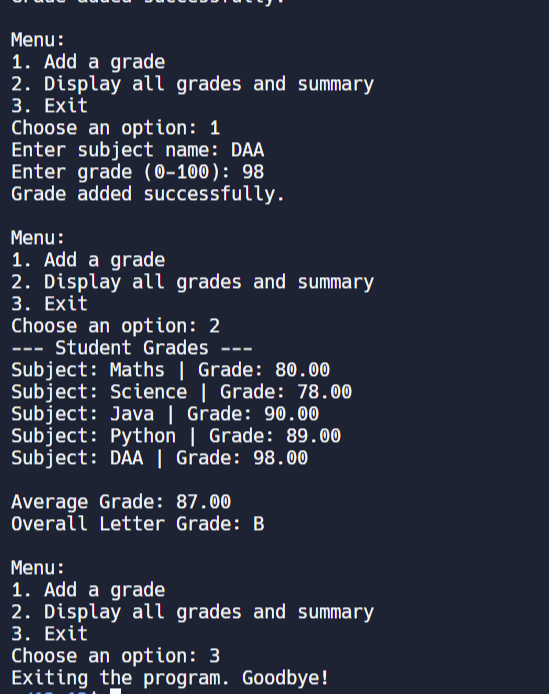 Grade added successfully.
Menu:
1. Add a grade
2. Display all grades and summary
3. Exit
Choose an option: 1
Enter subject name: DAA
Enter grade (0-100): 98
Grade added successfully.
Menu:
1. Add a grade
2. Display all grades and summary
3. Exit
Choose an option: 2
--- Student Grades ---
Subject: Maths | Grade: 80.00
Subject: Science | Grade: 78.00
Subject: Java | Grade: 90.00
Subject: Python | Grade: 89.00
Subject: DAA | Grade: 98.00
Average Grade: 87.00
Overall Letter Grade: B
Menu:
1. Add a grade
2. Display all grades and summary
3. Exit
Choose an option: 3
Exiting the program. Goodbye!